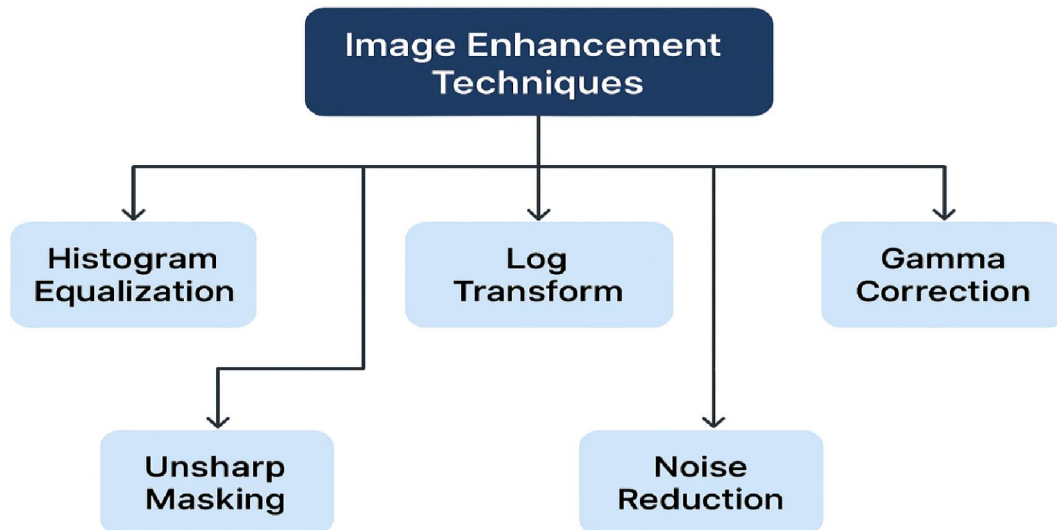 Image Enhancement
Techniques
Histogram
Equalization
Log
Transform
Gamma
Correction
Unsharp
Masking
Noise
Reduction